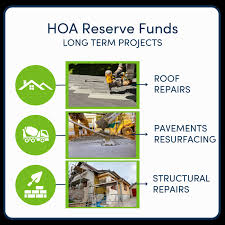 HOA Reserve Funds
LONG TERM PROJECTS
ROOF
REPAIRS
PAVEMENTS
RESURFACING
STRUCTURAL
REPAIRS